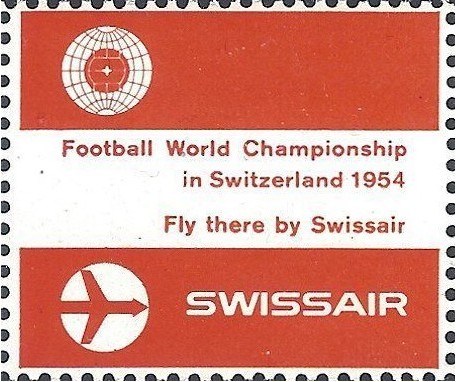 Football World Championship
in Switzerland 1954
Fly there by Swissair
SWISSAIR